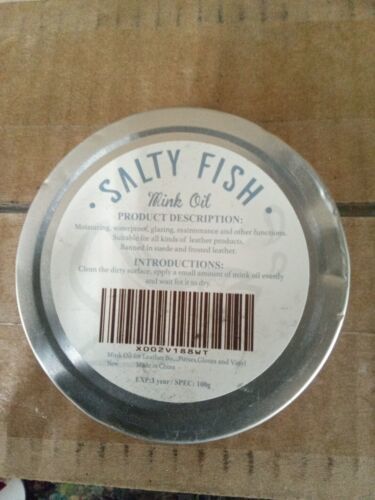 • SALTY FISH •
Mink Oil
PRODUCT DESCRIPTION:
Moisturizing, waterproof, glazing, maintenance and other functions.
Suitable for all kinds of leather products.
Banned in suede and frosted leather.
INTRODUCTIONS:
Clean the dirty surface, apply a small amount of mink oil evenly
and wait for it to dry.
X002V188WT
Mink Oil for Leather Bo...Purses,Gloves and Vinyl
New
Made in China
EXP:3 year / SPEC: 100g